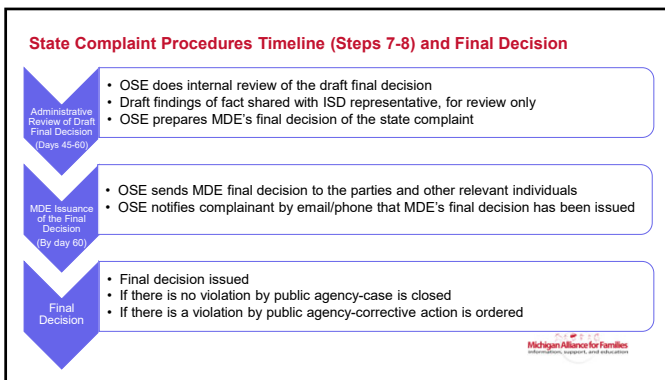 State Complaint Procedures Timeline (Steps 7-8) and Final Decision
Administrative
Review of Draft
Final Decision
(Days 45-60)
• OSE does internal review of the draft final decision
• Draft findings of fact shared with ISD representative, for review only
• OSE prepares MDE’s final decision of the state complaint
MDE Issuance
of the Final
Decision
(By day 60)
• OSE sends MDE final decision to the parties and other relevant individuals
• OSE notifies complainant by email/phone that MDE’s final decision has been issued
Final
Decision
• Final decision issued
• If there is no violation by public agency-case is closed
• If there is a violation by public agency-corrective action is ordered
Michigan Alliance for Families
information, support, and education